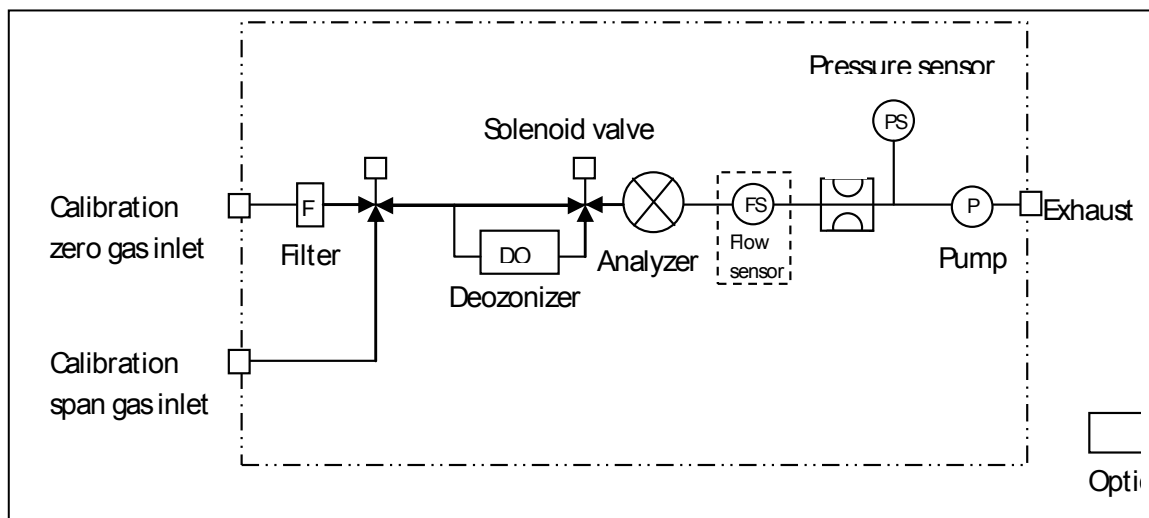 Pressure sensor
Solenoid valve
PS
Calibration
zero gas inlet
F
Filter
DO
Deozonizer
Analyzer
FS
Flow
sensor
P
Pump
Exhaust
Calibration
span gas inlet